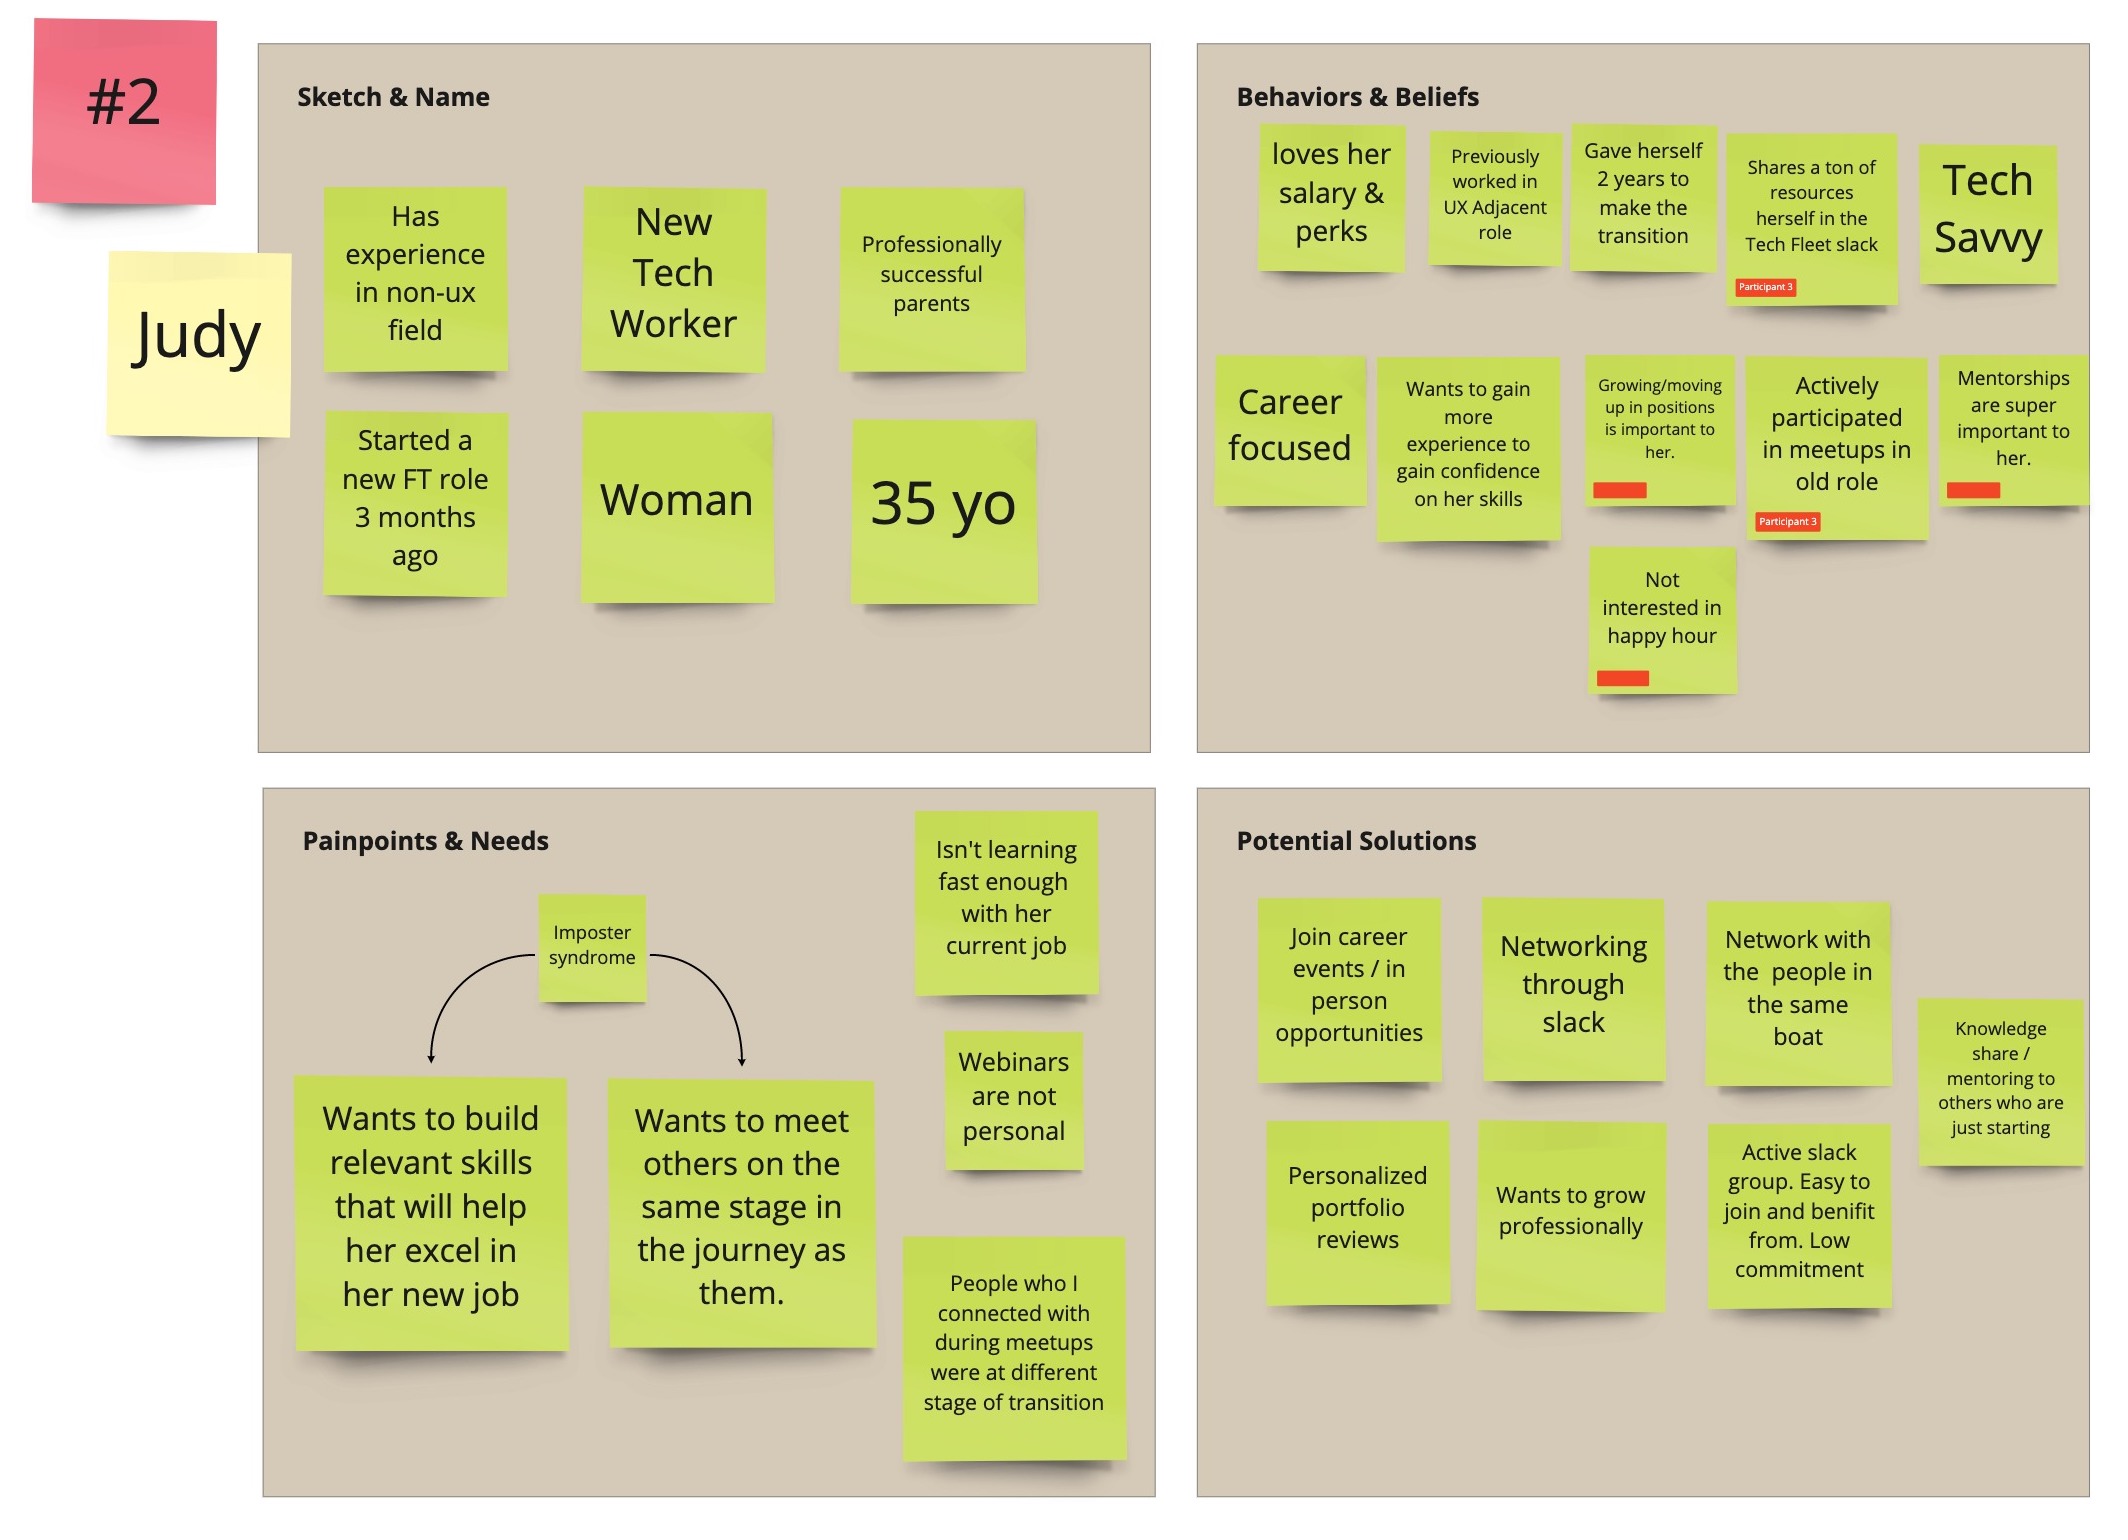 #2
Judy
Sketch & Name
Has
experience
in non-ux
field
New
Tech
Worker
Professionally
successful
parents
Started a
new FT role
3 months
ago
Woman
35 yo
Behaviors & Beliefs
loves her
salary &
perks
Previously
worked in
UX Adjacent
role
Gave herself
2 years to
make the
transition
Shares a ton of
resources
herself in the
Tech Fleet slack
Participant 3
Tech
Savvy
Career
focused
Wants to gain
more
experience to
gain confidence
on her skills
Growing/moving
up in positions
is important to
her.
Actively
participated
in meetups in
old role
Participant 3
Mentorships
are super
important to
her.
Not
interested in
happy hour
Painpoints & Needs
Imposter
syndrome
Wants to build
relevant skills
that will help
her excel in
her new job
Wants to meet
others on the
same stage in
the journey as
them.
Isn't learning
fast enough
with her
current job
Webinars
are not
personal
People who I
connected with
during meetups
were at different
stage of transition
Potential Solutions
Join career
events / in
person
opportunities
Networking
through
slack
Network with
the people in
the same
boat
Knowledge
share /
mentoring to
others who are
just starting
Personalized
portfolio
reviews
Wants to grow
professionally
Active slack
group. Easy to
join and benifit
from. Low
commitment